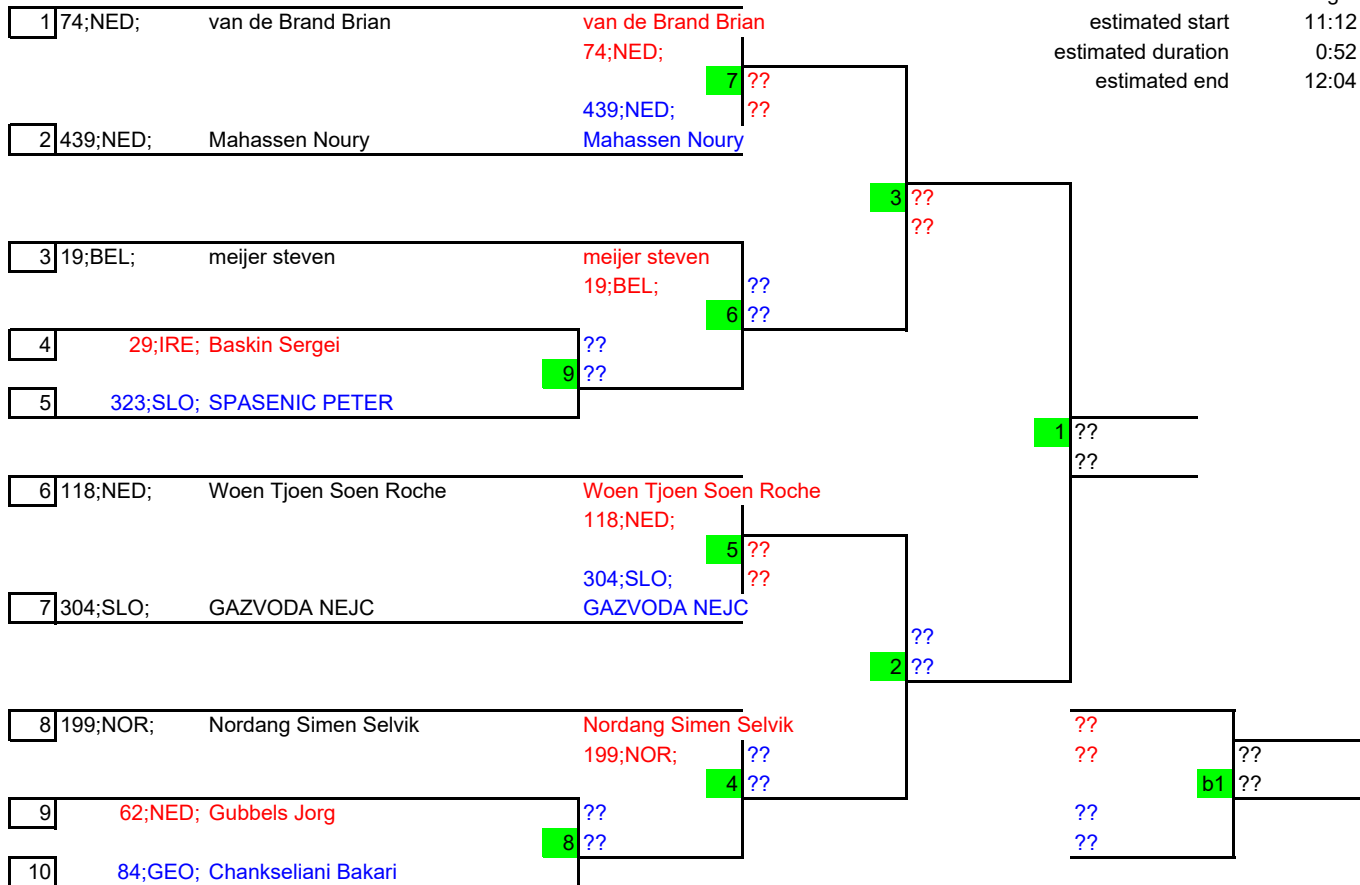 1 74;NED; van de Brand Brian van de Brand Brian estimated start 11:12
74;NED; estimated duration 0:52
7 ?? estimated end 12:04
439;NED; ??
2 439;NED; Mahassen Noury Mahassen Noury
3 ??
??
3 19;BEL; meijer steven meijer steven
19;BEL; ??
6 ??
4 29;IRE; Baskin Sergei ??
9 ??
5 323;SLO; SPASENIC PETER
1 ??
??
6 118;NED; Woen Tjoen Soen Roche Woen Tjoen Soen Roche
118;NED;
5 ??
304;SLO; ??
7 304;SLO; GAZVODA NEJC GAZVODA NEJC
??
2 ??
8 199;NOR; Nordang Simen Selvik Nordang Simen Selvik ??
199;NOR; ?? ?? ??
4 ?? b1 ??
9 62;NED; Gubbels Jorg ?? ??
8 ?? ??
10 84;GEO; Chankseliani Bakari